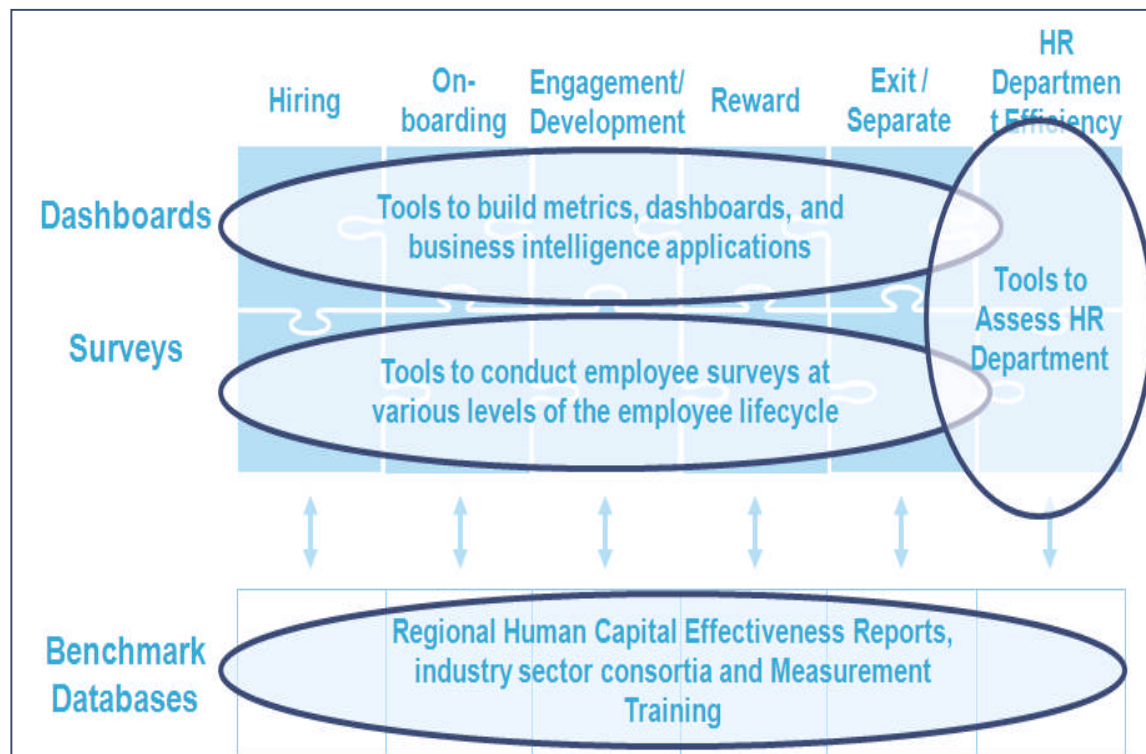 Hiring
On-
boarding
Engagement/
Development
Reward
Exit /
Separate
HR
Departmen
t Efficiency
Dashboards
Tools to build metrics, dashboards, and
business intelligence applications
Surveys
Tools to conduct employee surveys at
various levels of the employee lifecycle
Tools to
Assess HR
Department
Benchmark
Databases
Regional Human Capital Effectiveness Reports,
industry sector consortia and Measurement
Training